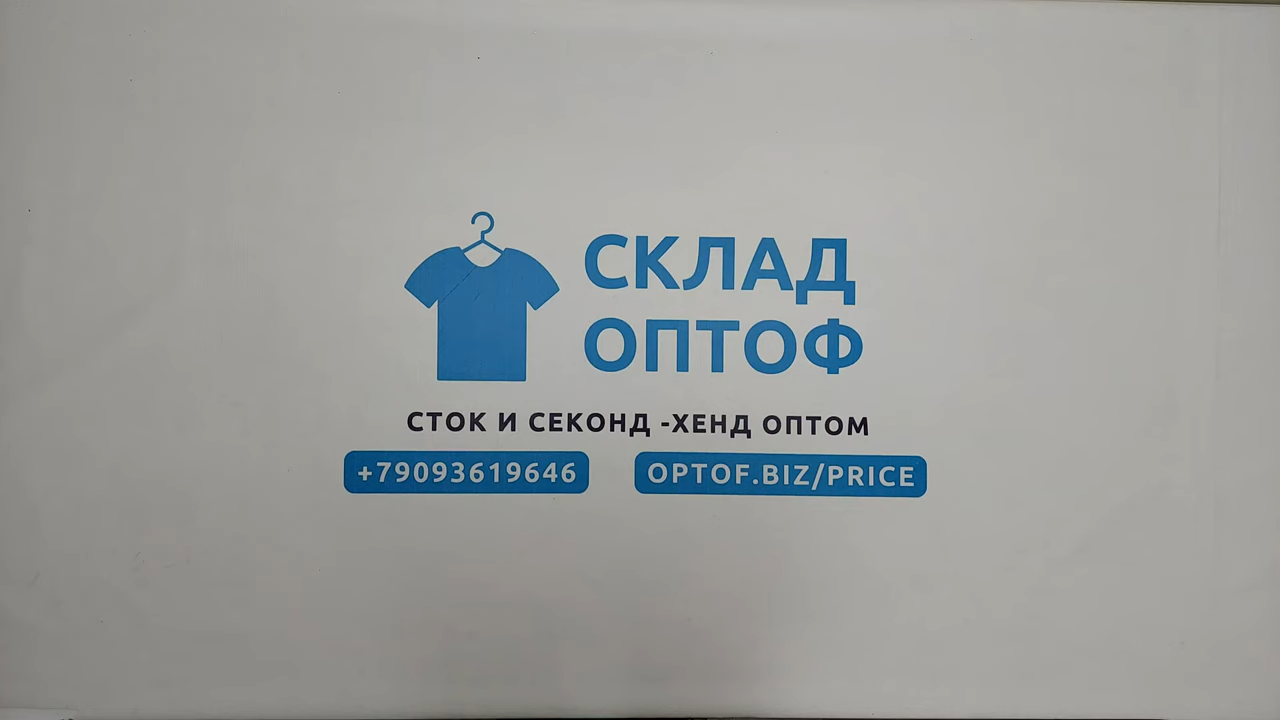 СКЛАД
ОПТОФ
СТОК И СЕКОНД -ХЕНД ОПТОМ
+79093619646
OPTOF.BIZ/PRICE